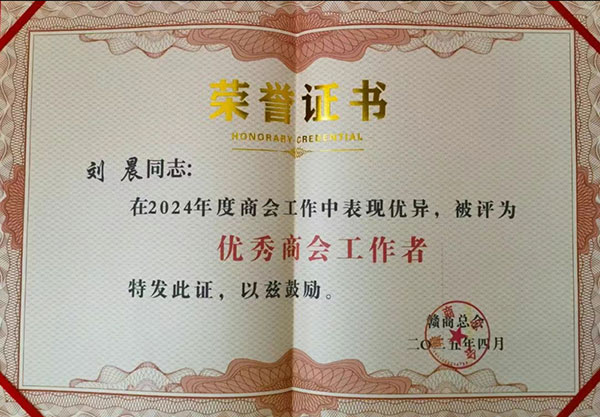 荣誉证书
HONORARY CREDENTIAL
刘晨同志:
在2024年度商会工作中表现优异，被评为
优秀商会工作者
特发此证，以兹鼓励。
赣商总会
二〇二五年四月